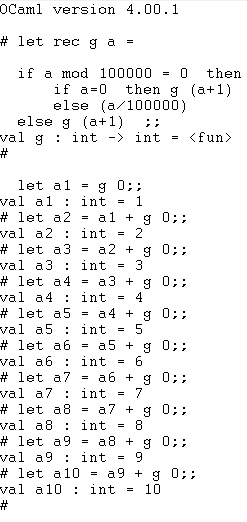 OCaml version 4.00.1
# let rec g a =
if a mod 100000 = 0  then
if a=0  then g (a+1)
else (a/100000)
else g (a+1)  ;;
val g : int -> int = <fun>
#
let a1 = g 0;;
val a1 : int = 1
# let a2 = a1 + g 0;;
val a2 : int = 2
# let a3 = a2 + g 0;;
val a3 : int = 3
# let a4 = a3 + g 0;;
val a4 : int = 4
# let a5 = a4 + g 0;;
val a5 : int = 5
# let a6 = a5 + g 0;;
val a6 : int = 6
# let a7 = a6 + g 0;;
val a7 : int = 7
# let a8 = a7 + g 0;;
val a8 : int = 8
# let a9 = a8 + g 0;;
val a9 : int = 9
# let a10 = a9 + g 0;;
val a10 : int = 10
#